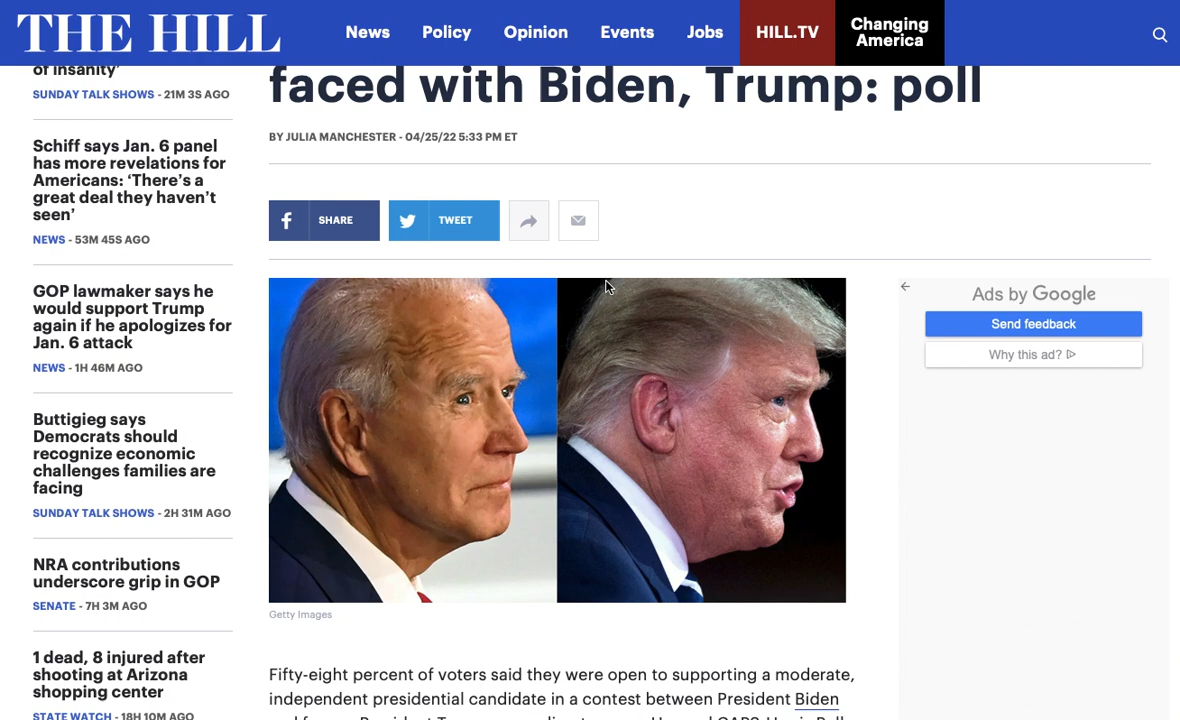 THE HILL
News
Policy
Opinion
Events
Jobs
HILL.TV
Changing
America
of insanity'
SUNDAY TALK SHOWS - 21M 3S AGO
Schiff says Jan. 6 panel
has more revelations for
Americans: ‘There’s a
great deal they haven’t
seen’
NEWS - 53M 45S AGO
GOP lawmaker says he
would support Trump
again if he apologizes for
Jan. 6 attack
NEWS - 1H 46M AGO
Buttigieg says
Democrats should
recognize economic
challenges families are
facing
SUNDAY TALK SHOWS - 2H 31M AGO
NRA contributions
underscore grip in GOP
SENATE - 7H 3M AGO
1 dead, 8 injured after
shooting at Arizona
shopping center
STATE WATCH - 18H 10M AGO
faced with Biden, Trump: poll
BY JULIA MANCHESTER - 04/25/22 5:33 PM ET
SHARE
TWEET
Getty Images
Fifty-eight percent of voters said they were open to supporting a moderate,
independent presidential candidate in a contest between President Biden
Ads by Google
Send feedback
Why this ad?